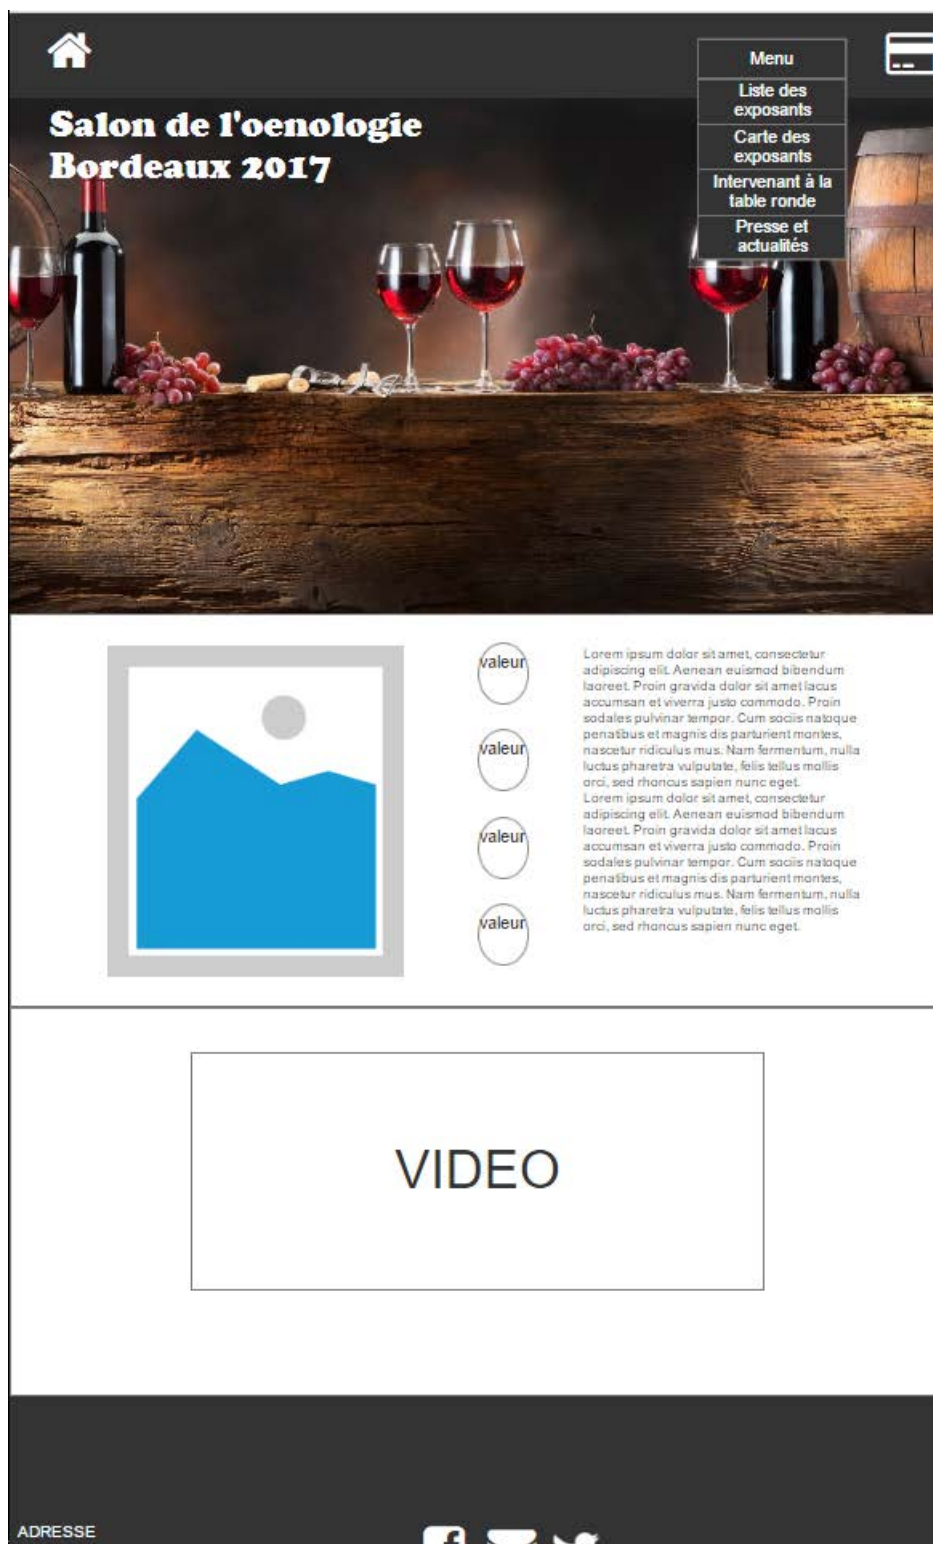 Menu
Liste des
exposants
Carte des
exposants
Intervenant à la
table ronde
Presse et
actualités
Salon de l'oenologie
Bordeaux 2017
valeur
valeur
valeur
valeur
Lorem ipsum dolor sit amet, consectetur
adipiscing elit. Aenean euismod bibendum
laoreet. Proin gravida dolor sit amet lacus
accumsan et viverra justo commodo. Proin
sodales pulvinar tempor. Cum sociis natoque
penatibus et magnis dis parturient montes,
nascetur ridiculus mus. Nam fermentum, nulla
luctus pharetra vulputate, felis tellus mollis
orci, sed rhoncus sapien nunc eget.
Lorem ipsum dolor sit amet, consectetur
adipiscing elit. Aenean euismod bibendum
laoreet. Proin gravida dolor sit amet lacus
accumsan et viverra justo commodo. Proin
sodales pulvinar tempor. Cum sociis natoque
penatibus et magnis dis parturient montes,
nascetur ridiculus mus. Nam fermentum, nulla
luctus pharetra vulputate, felis tellus mollis
orci, sed rhoncus sapien nunc eget.
VIDEO
ADRESSE